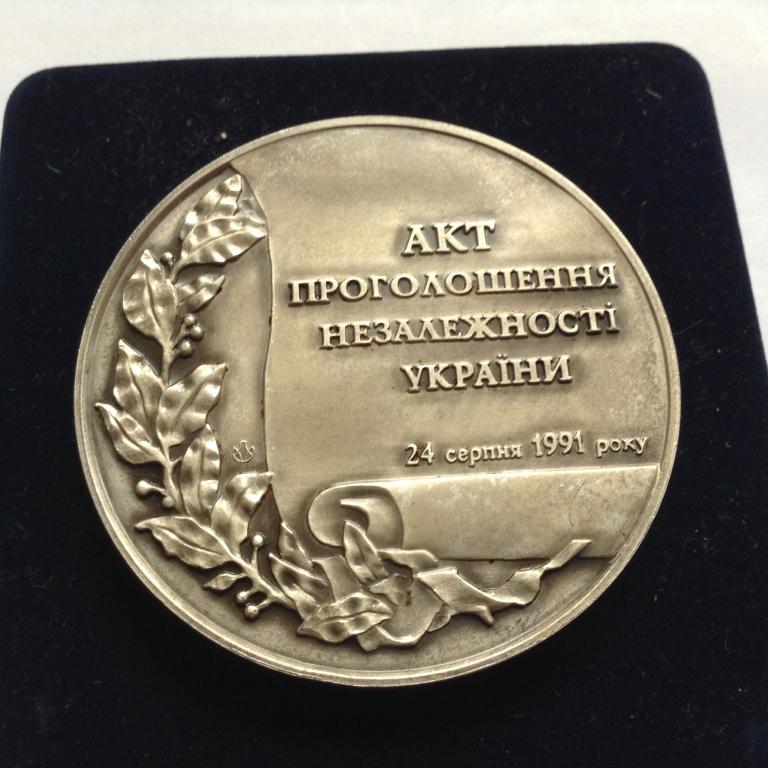 АКТ
ПРОГОЛОШЕННЯ
НЕЗАЛЕЖНОСТІ
УКРАЇНИ
24 серпня 1991 року